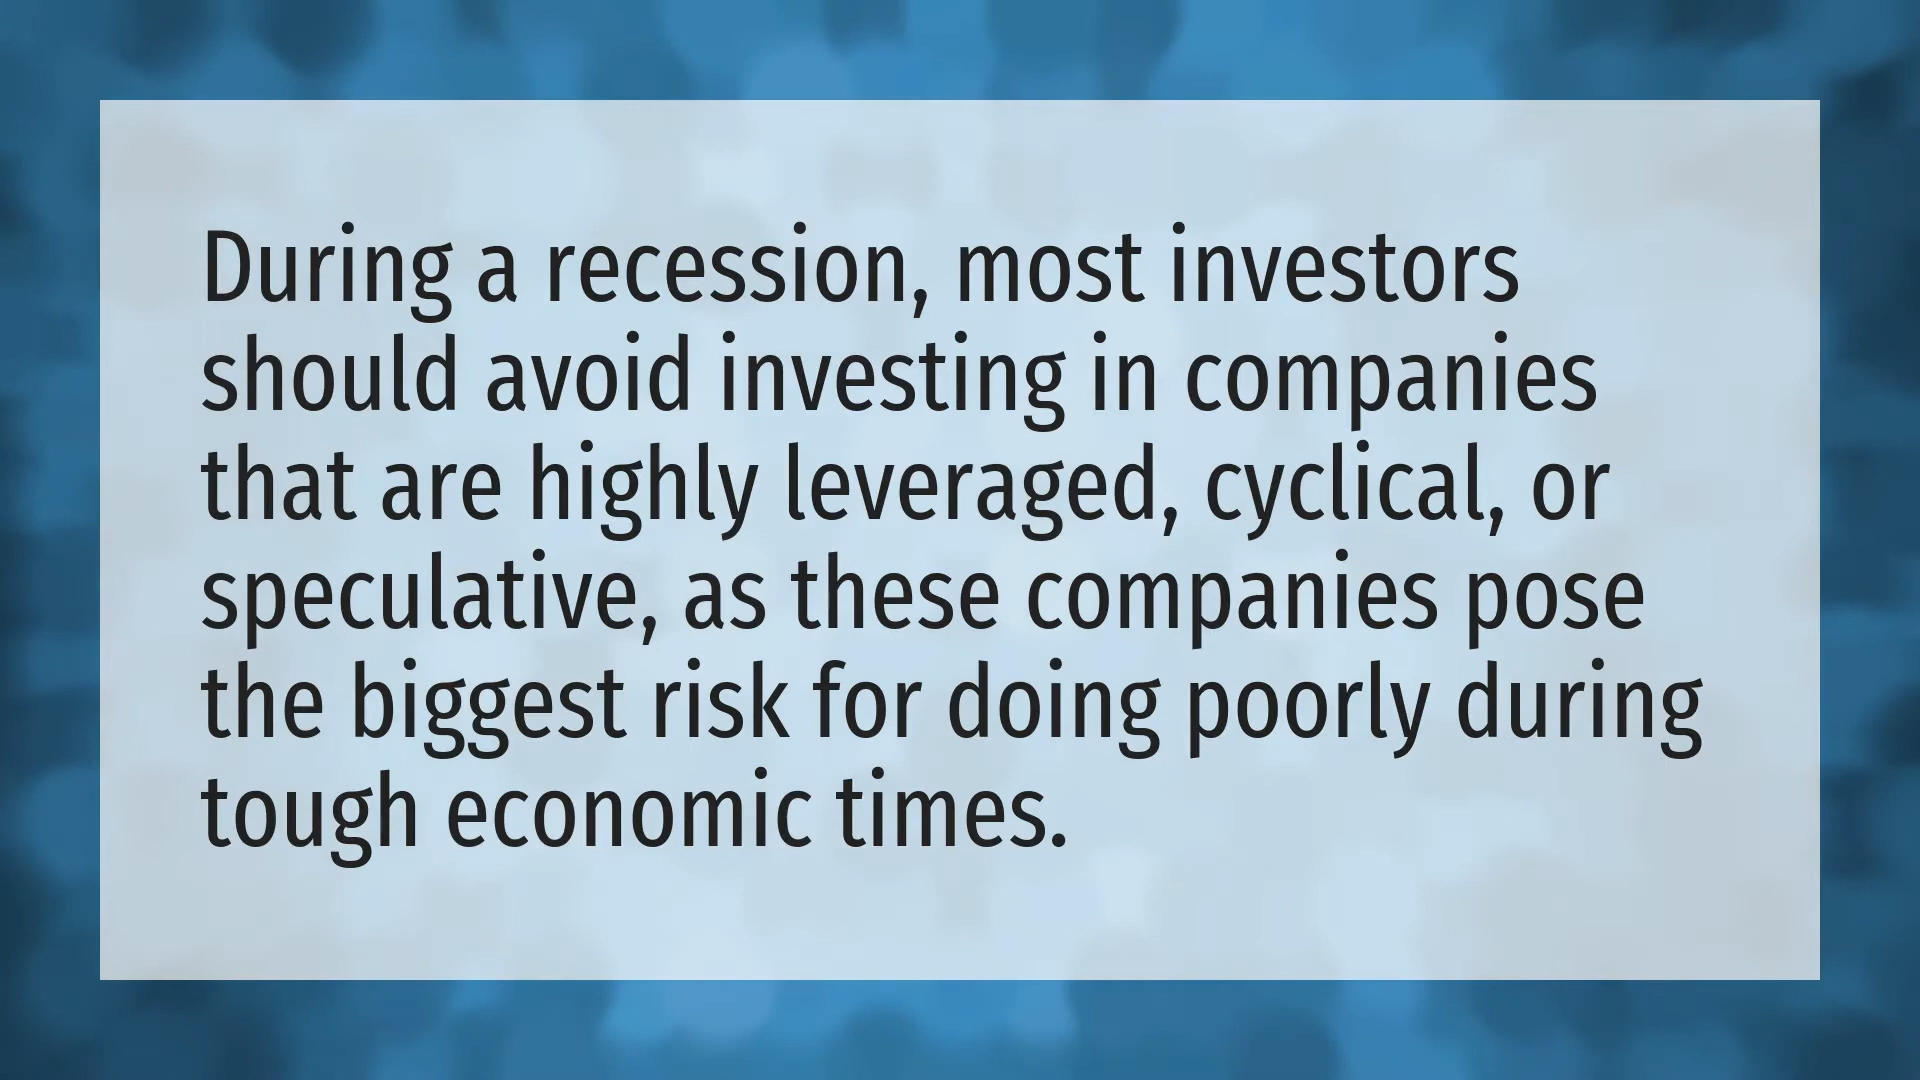 During a recession, most investors
should avoid investing in companies
that are highly leveraged, cyclical, or
speculative, as these companies pose
the biggest risk for doing poorly during
tough economic times.